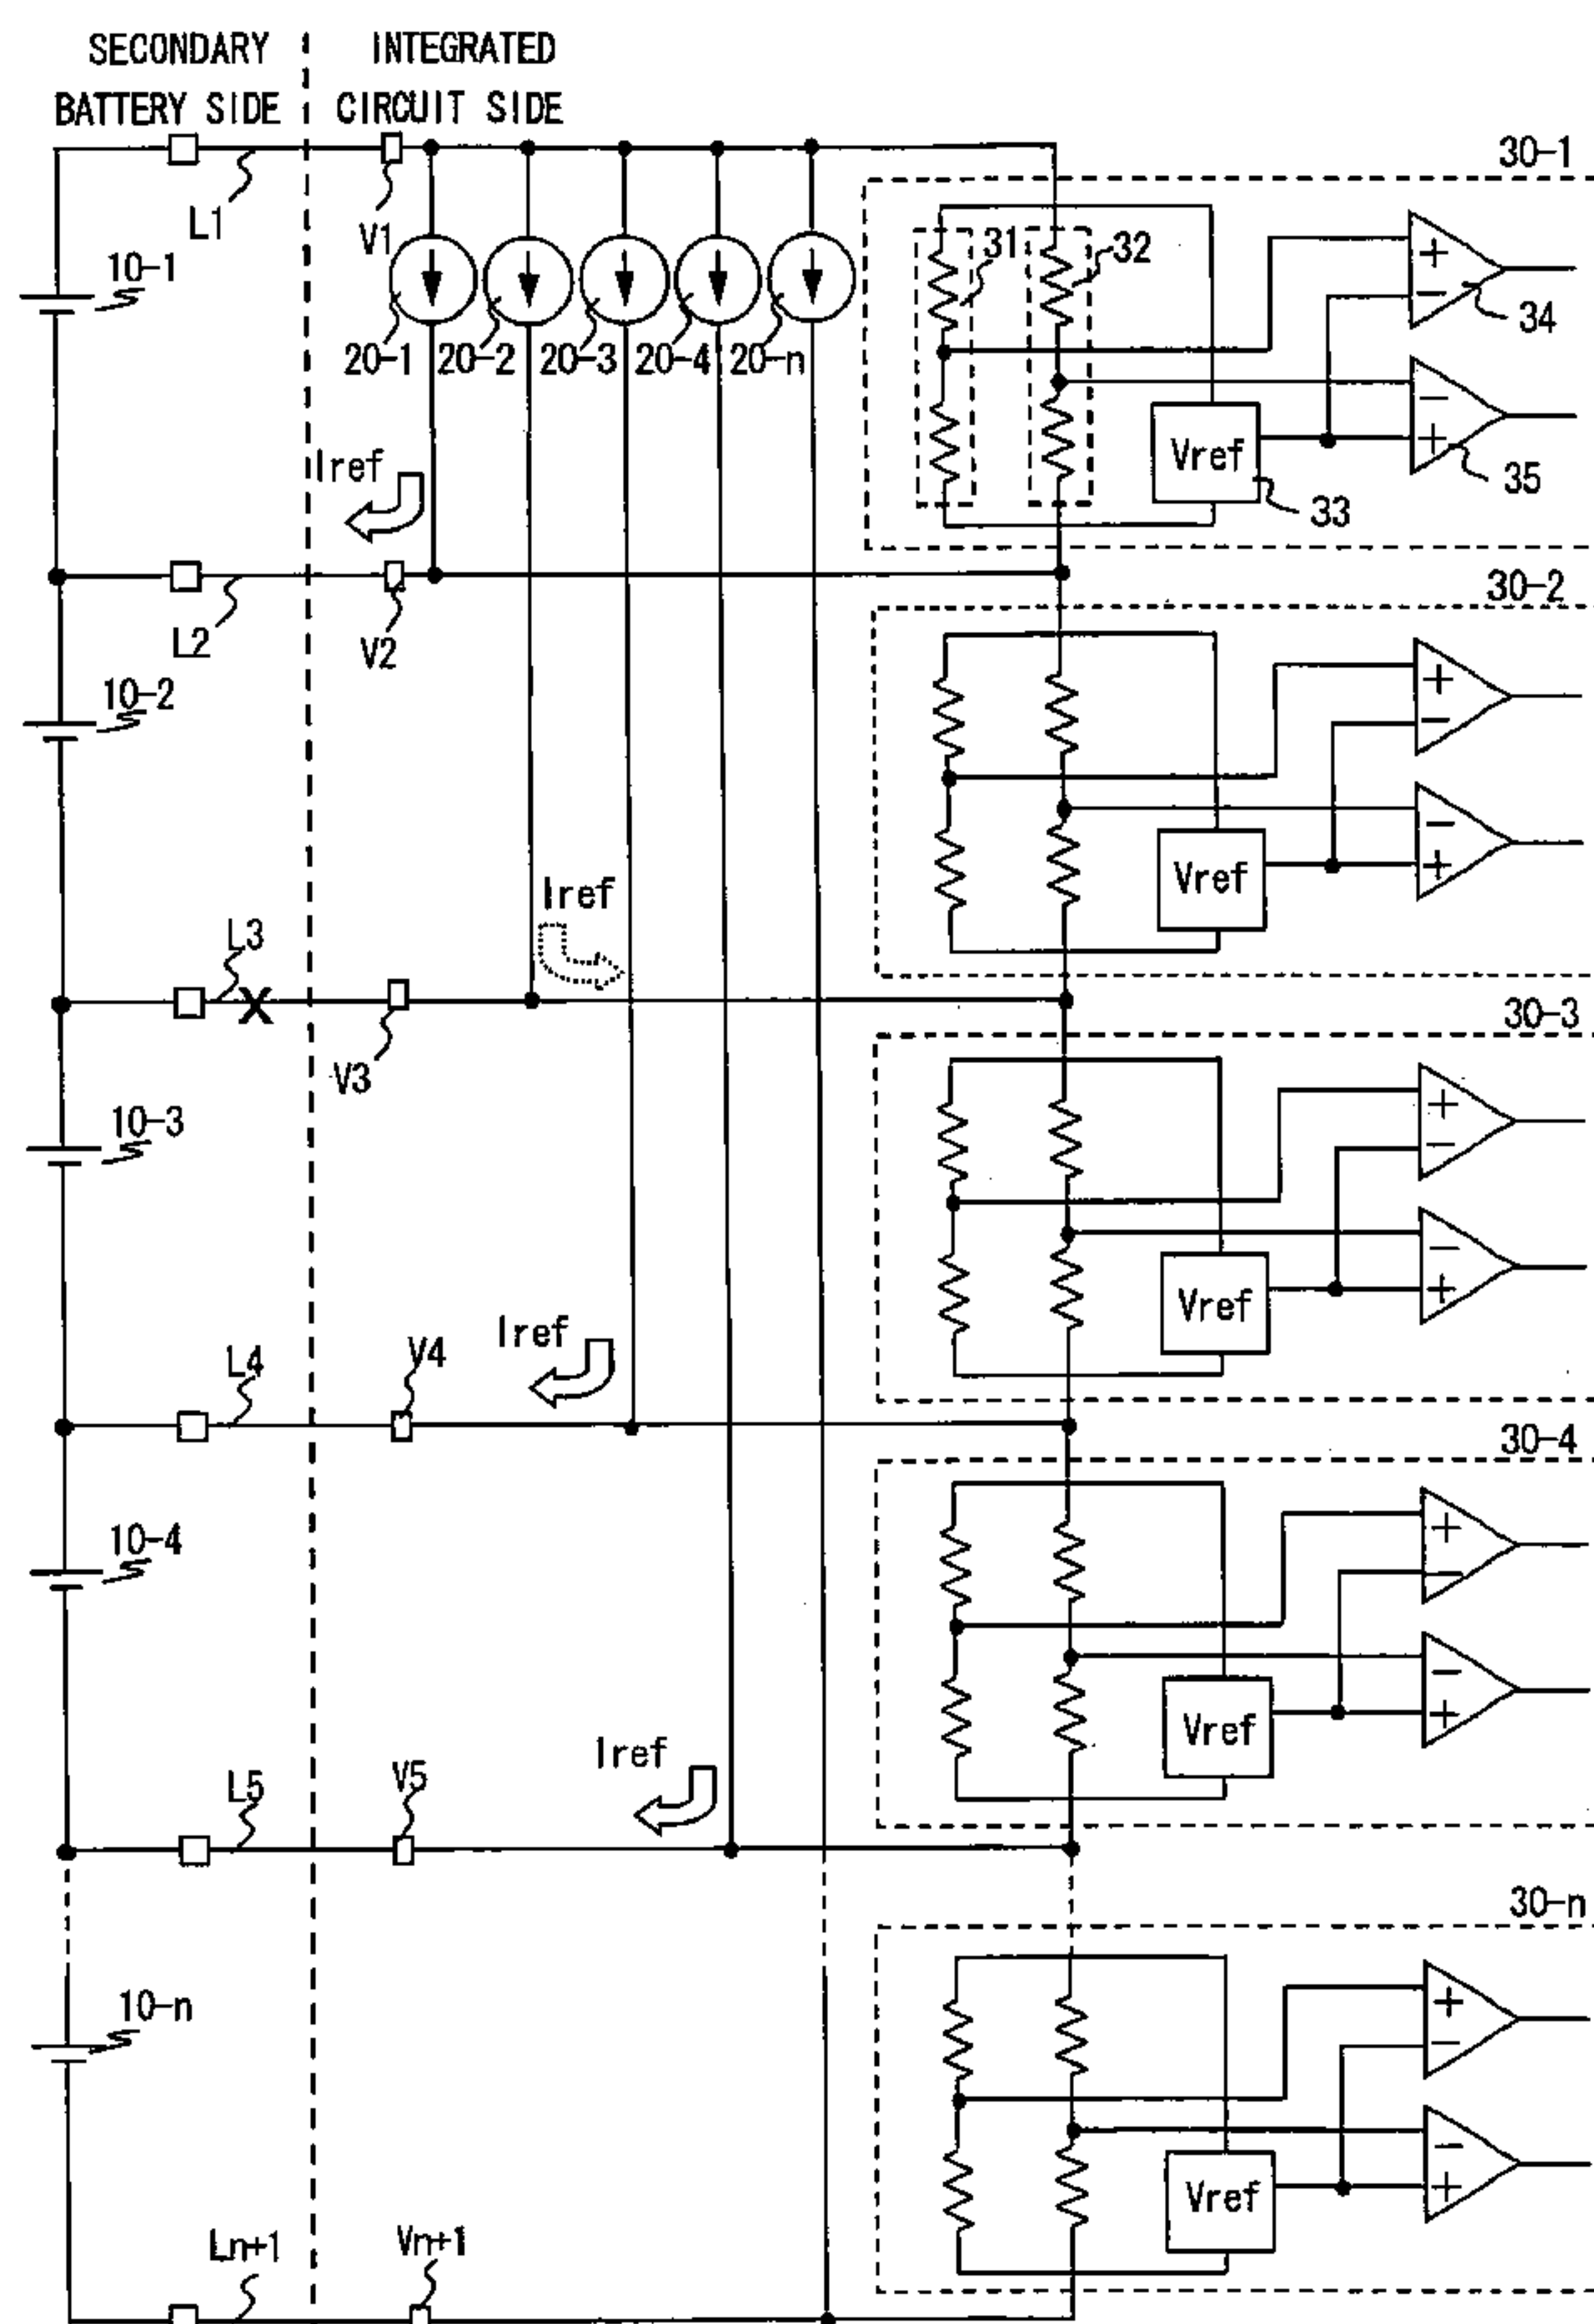 SECONDARY
BATTERY SIDE
INTEGRATED
CIRCUIT SIDE
L1
V1
10-1
20-1
20-2
20-3
20-4
20-n
30-1
31
32
+
−
34
−
+
35
Vref
33
Iref
L2
V2
10-2
30-2
+
−
−
+
Vref
Iref
L3
X
V3
10-3
30-3
+
−
−
+
Vref
Iref
L4
V4
10-4
30-4
+
−
−
+
Vref
Iref
L5
V5
10-n
30-n
+
−
−
+
Vref
Ln+1
Vn+1